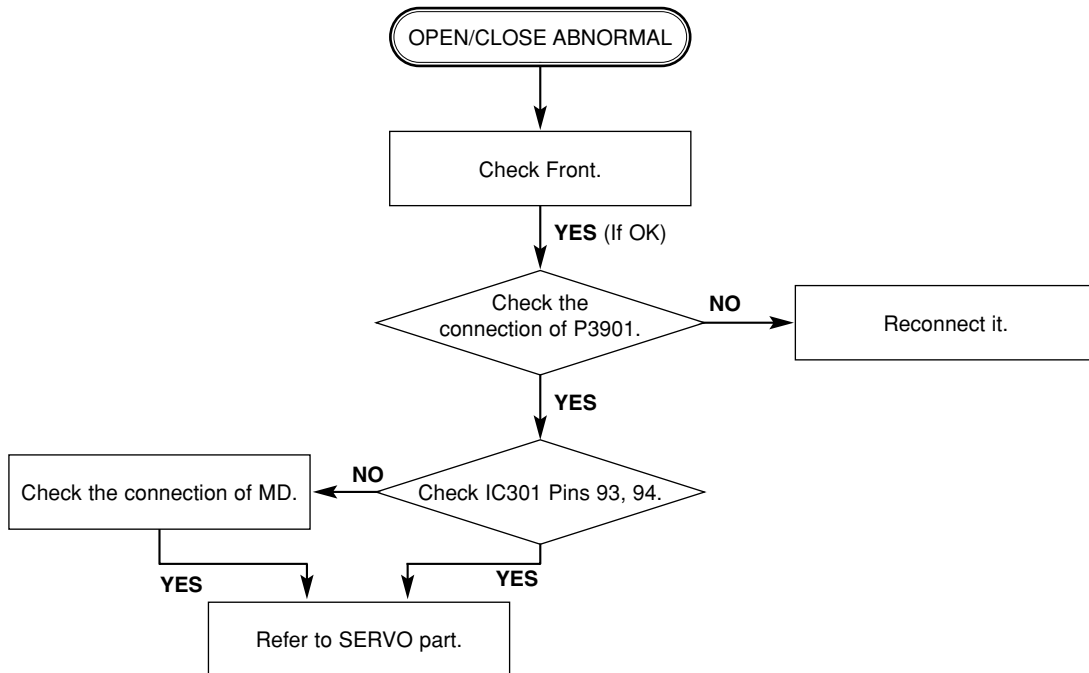 OPEN/CLOSE ABNORMAL
Check Front.
YES (If OK)
Check the
connection of P3901.
NO
Reconnect it.
YES
NO
Check the connection of MD.
Check IC301 Pins 93, 94.
YES
YES
Refer to SERVO part.